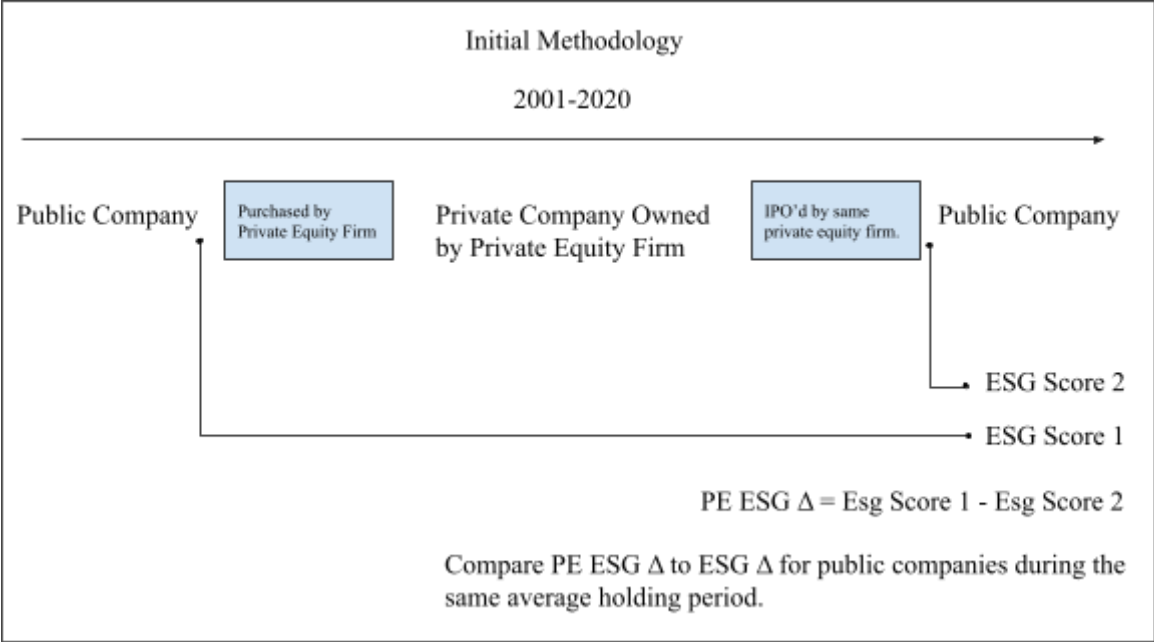 Initial Methodology
2001-2020
Public Company
Purchased by
Private Equity Firm
Private Company Owned
by Private Equity Firm
IPO'd by same
private equity firm.
Public Company
ESG Score 2
ESG Score 1
PE ESG Δ = Esg Score 1 - Esg Score 2
Compare PE ESG Δ to ESG Δ for public companies during the
same average holding period.